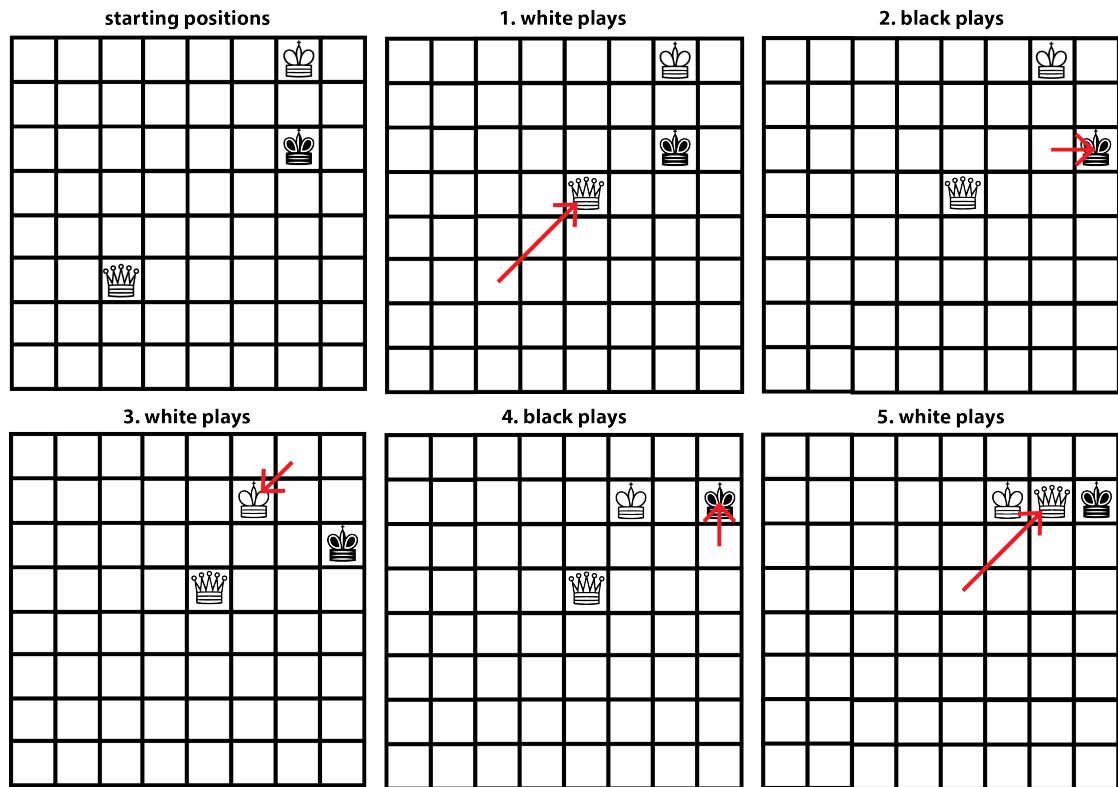 starting positions
1. white plays
2. black plays
3. white plays
4. black plays
5. white plays